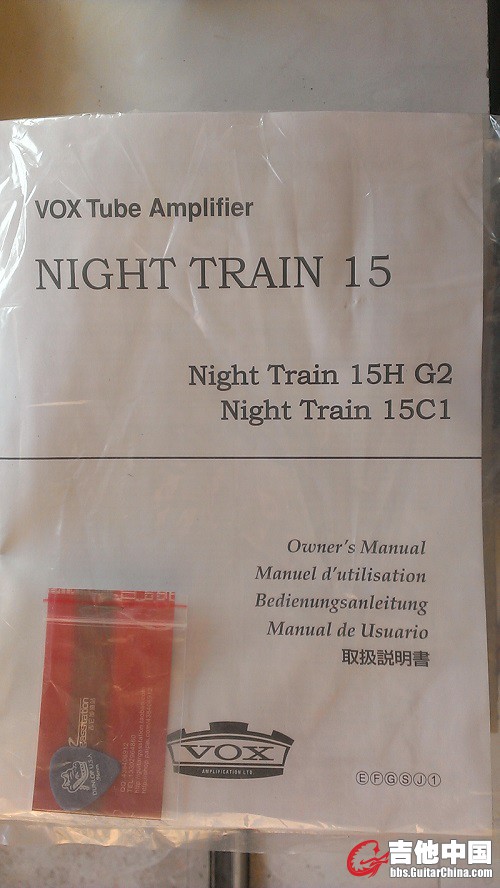 VOX Tube Amplifier
NIGHT TRAIN 15
Night Train 15H G2
Night Train 15C1
Owner's Manual
Manuel d'utilisation
Bedienungsanleitung
Manual de Usuario
取扱説明書
VOX
AMPLIFICATION LTD.
EFGSJ1
DUNLOP U.S.A.
吉他中国
bbs.GuitarChina.com